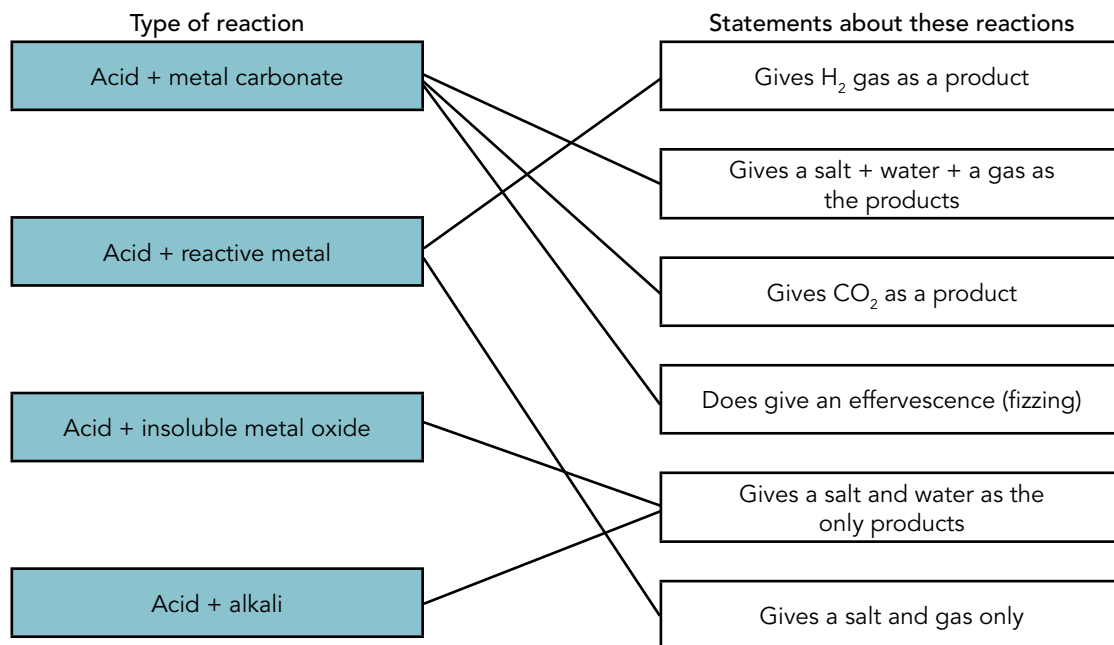 Type of reaction
Acid + metal carbonate
Acid + reactive metal
Acid + insoluble metal oxide
Acid + alkali
Statements about these reactions
Gives H₂ gas as a product
Gives a salt + water + a gas as
the products
Gives CO₂ as a product
Does give an effervescence (fizzing)
Gives a salt and water as the
only products
Gives a salt and gas only